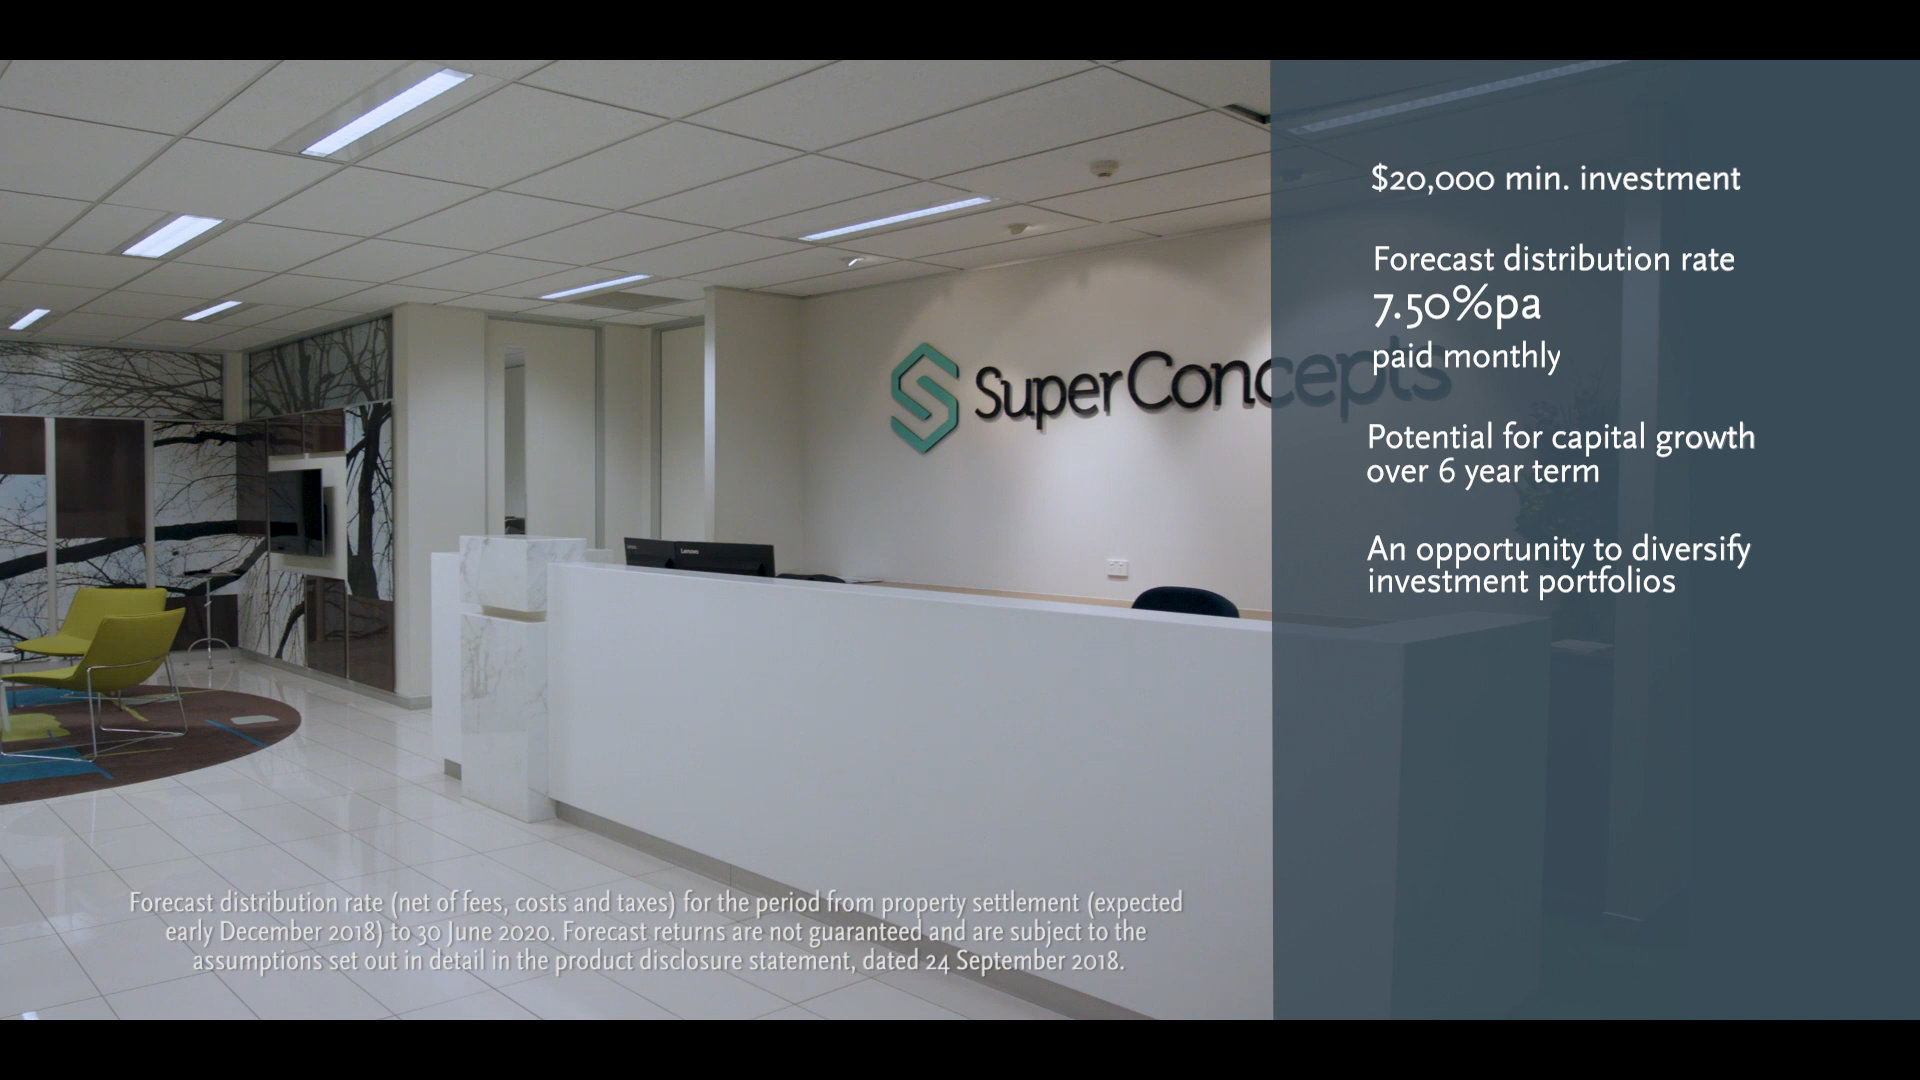 SuperConcepts
Lenovo
$20,000 min. investment
Forecast distribution rate
7.50%pa
paid monthly
Potential for capital growth
over 6 year term
An opportunity to diversify
investment portfolios
Forecast distribution rate (net of fees, costs and taxes) for the period from property settlement (expected
early December 2018) to 30 June 2020. Forecast returns are not guaranteed and are subject to the
assumptions set out in detail in the product disclosure statement, dated 24 September 2018.